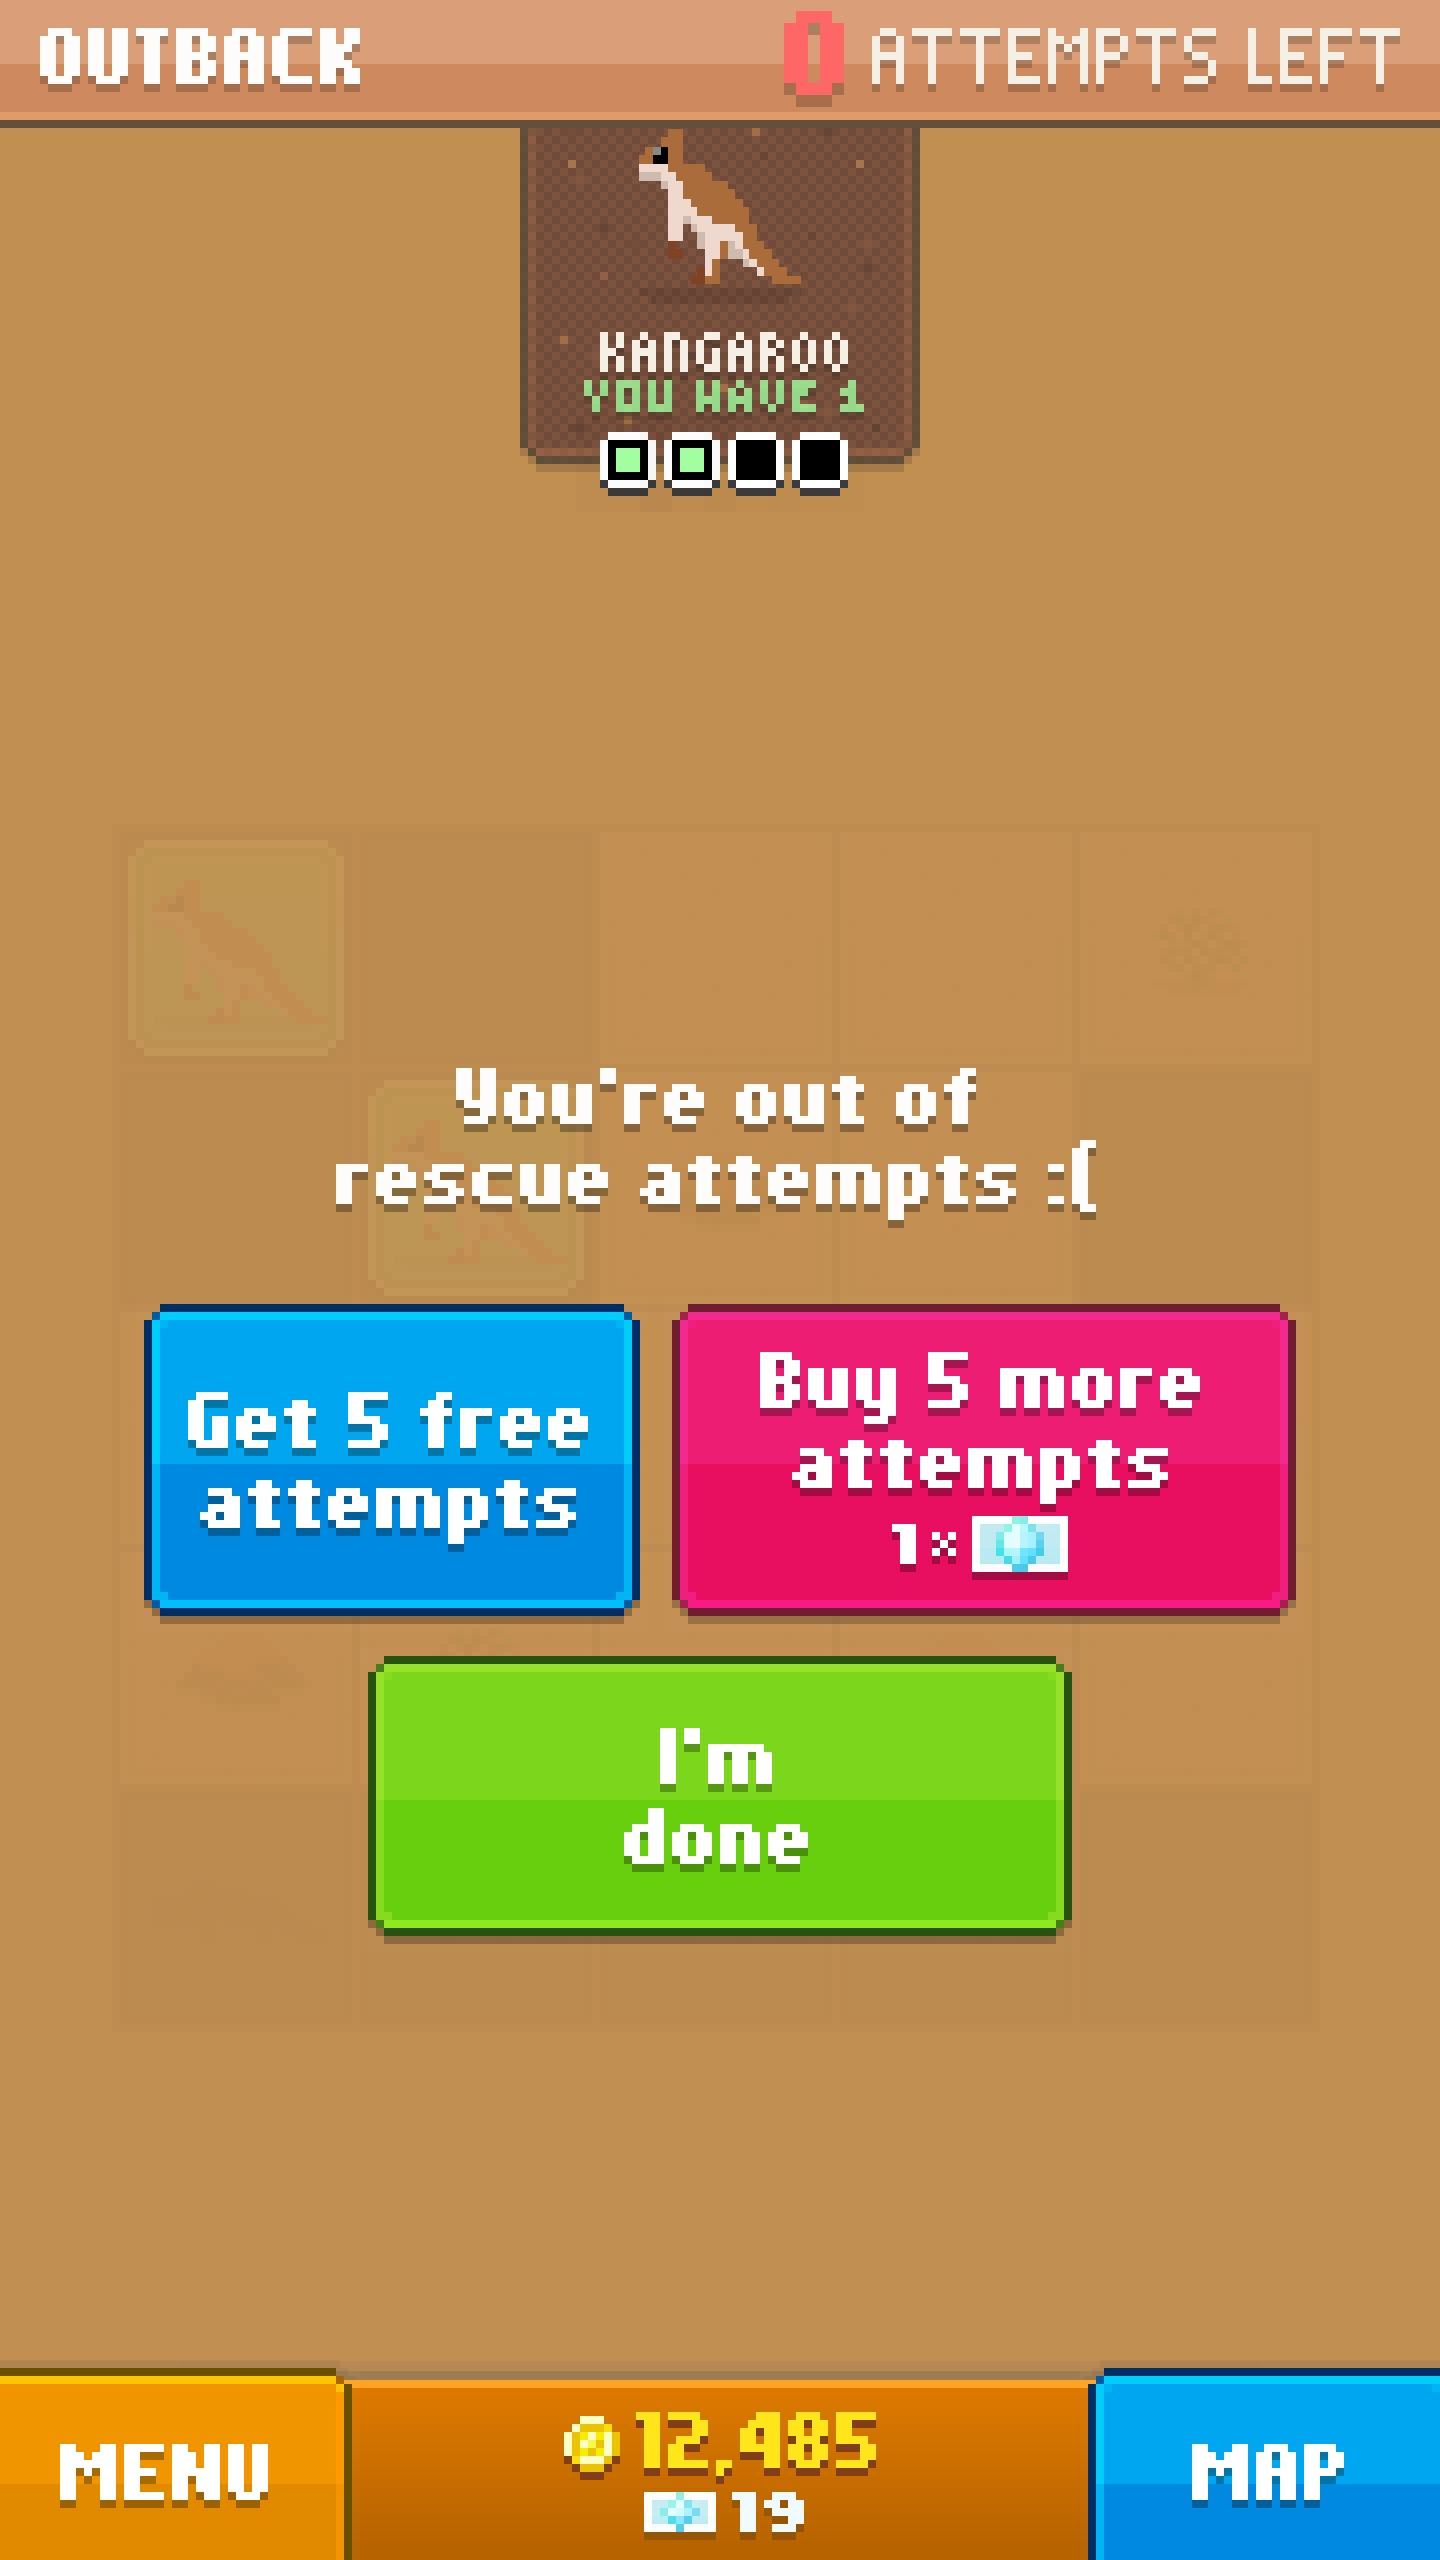 OUTBACK
0 ATTEMPTS LEFT
KANGAROO
YOU HAVE 1
You're out of
rescue attempts :(
Get 5 free
attempts
Buy 5 more
attempts
1×
I'm
done
MENU
12,485
19
MAP